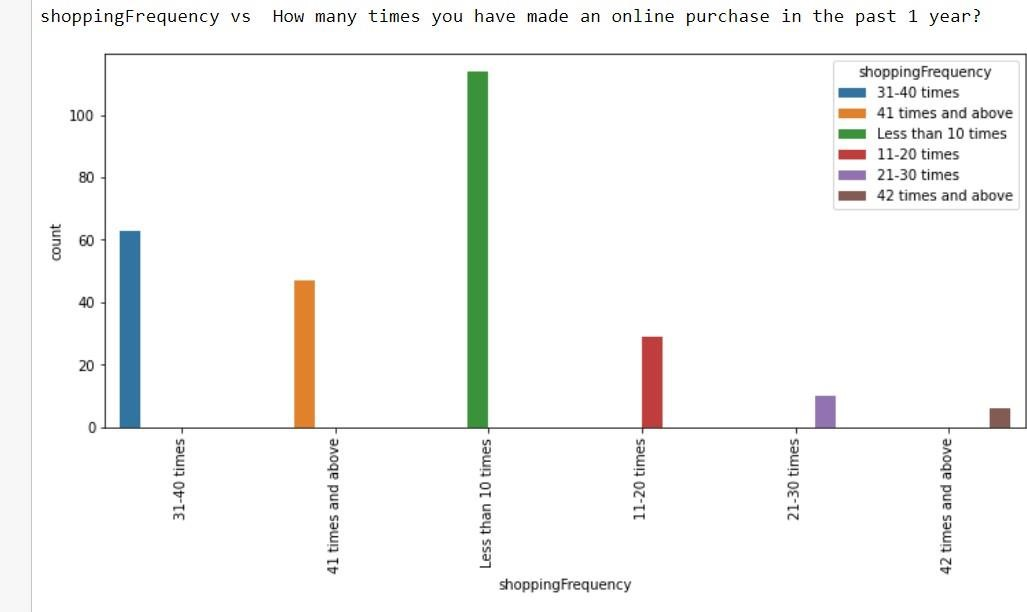 shoppingFrequency vs  How many times you have made an online purchase in the past 1 year?
shoppingFrequency
31-40 times
41 times and above
Less than 10 times
11-20 times
21-30 times
42 times and above
100
80
60
40
20
0
count
31-40 times
41 times and above
Less than 10 times
11-20 times
21-30 times
42 times and above
shoppingFrequency